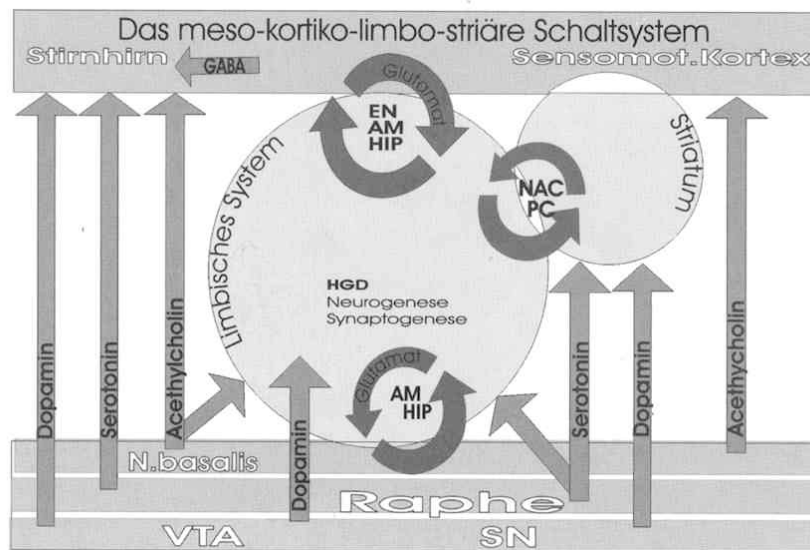 Das meso-kortiko-limbo-striäre Schaltsystem
Stirnhirn
GABA
Sensomot.Kortex
Glutamat
EN
AM
HIP
NAC
PC
Striatum
Limbisches System
HGD
Neurogenese
Synaptogenese
Glutamat
AM
HIP
Dopamin
Serotonin
Acethylcholin
Dopamin
Serotonin
Dopamin
Acethycholin
N.basalis
Raphe
VTA
SN